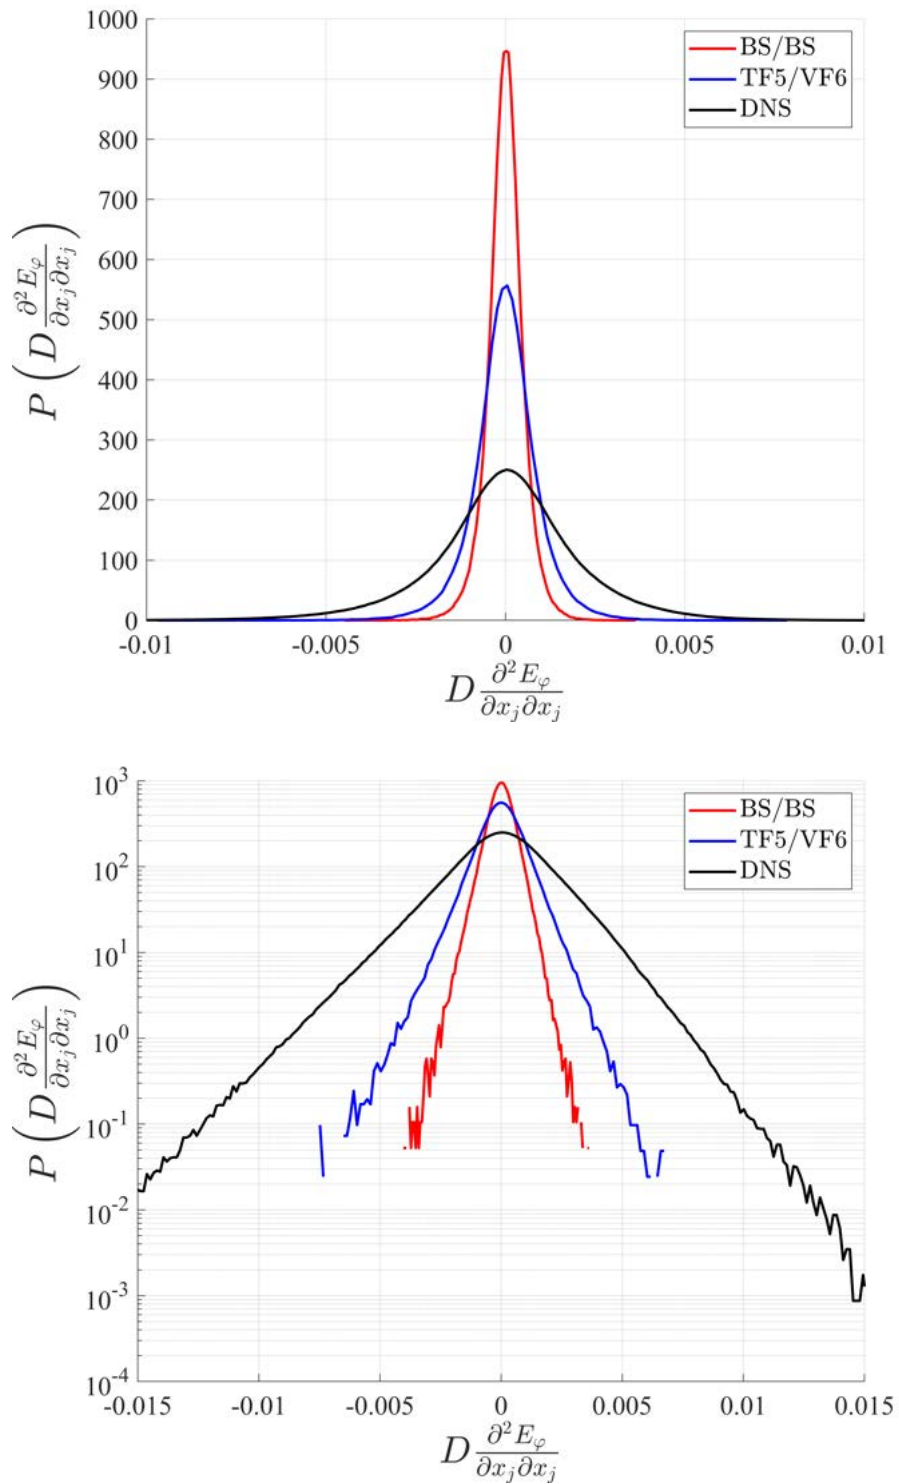 1000
900
800
700
600
500
400
300
200
100
0
-0.01 -0.005 0 0.005 0.01
BS/BS
TF5/VF6
DNS
P(D ∂²E_φ/∂x_j∂x_j)
D ∂²E_φ/∂x_j∂x_j
10³
10²
10¹
10⁰
10⁻¹
10⁻²
10⁻³
10⁻⁴
-0.015 -0.01 -0.005 0 0.005 0.01 0.015
BS/BS
TF5/VF6
DNS
P(D ∂²E_φ/∂x_j∂x_j)
D ∂²E_φ/∂x_j∂x_j